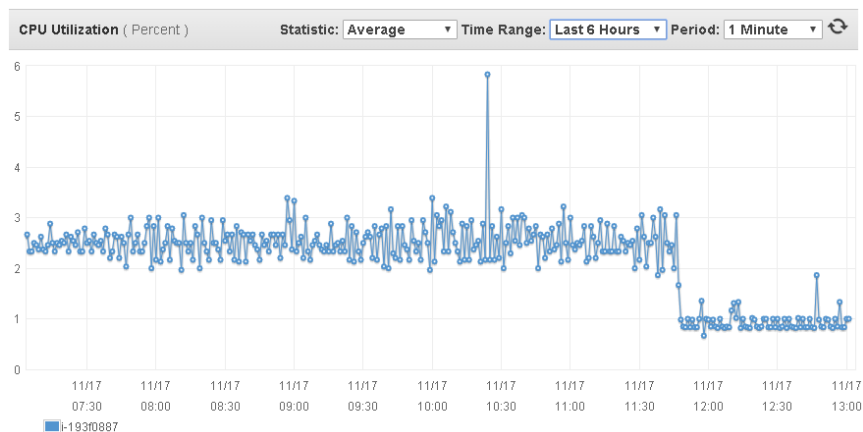 CPU Utilization ( Percent ) Statistic: Average Time Range: Last 6 Hours Period: 1 Minute
6
5
4
3
2
1
0
11/17 11/17 11/17 11/17 11/17 11/17 11/17 11/17 11/17 11/17 11/17 11/17
07:30 08:00 08:30 09:00 09:30 10:00 10:30 11:00 11:30 12:00 12:30 13:00
i-193f0887